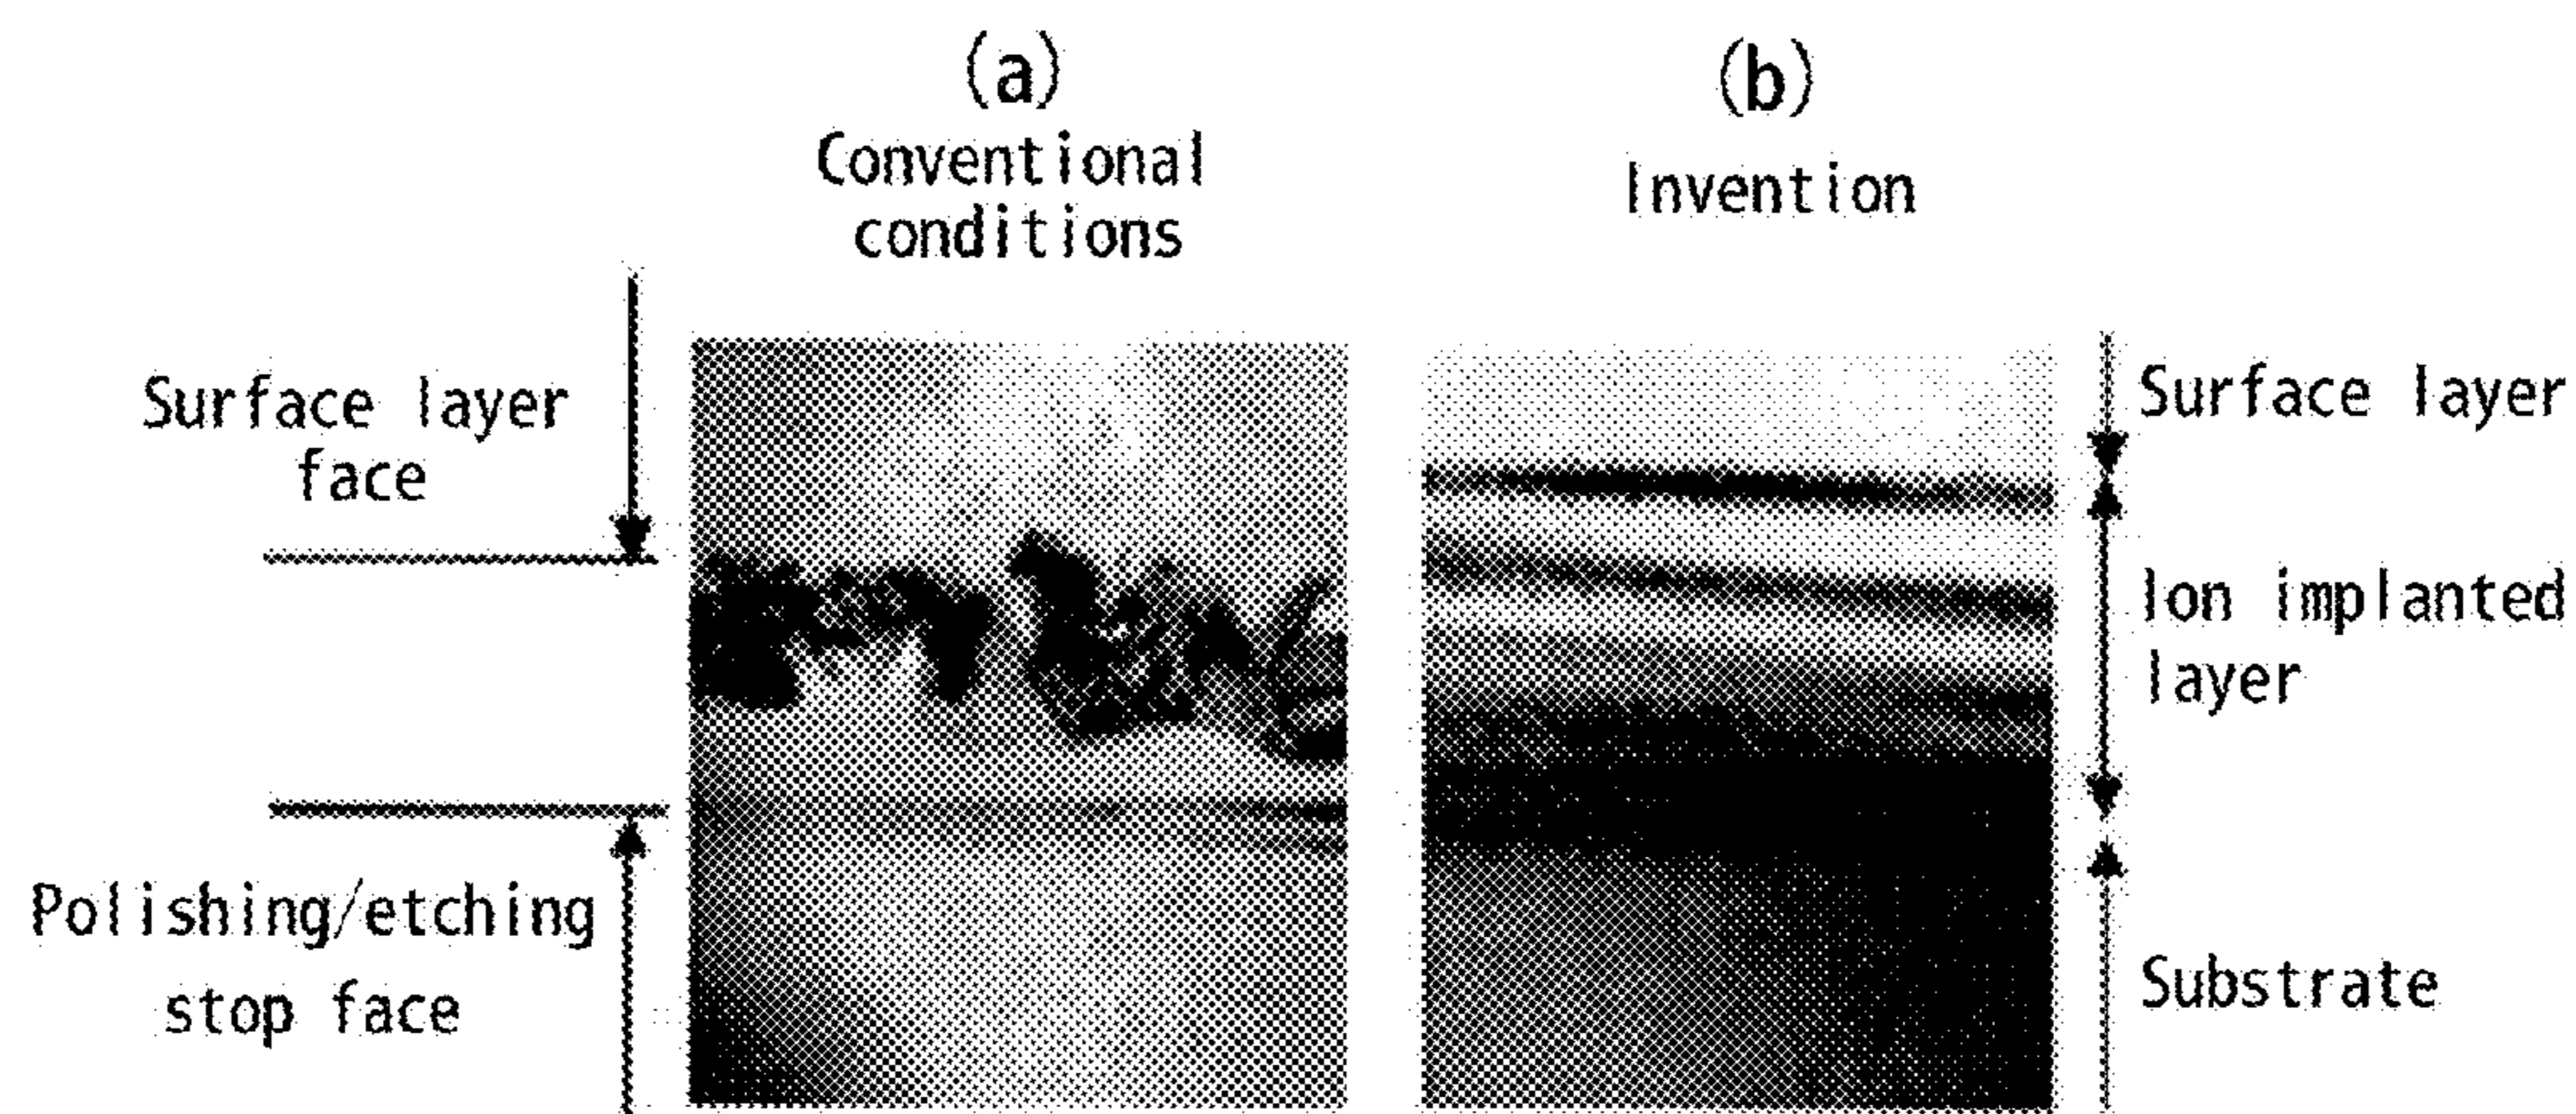 (a)
Conventional
conditions
(b)
Invention
Surface layer
face
Polishing/etching
stop face
Surface layer
Ion implanted
layer
Substrate